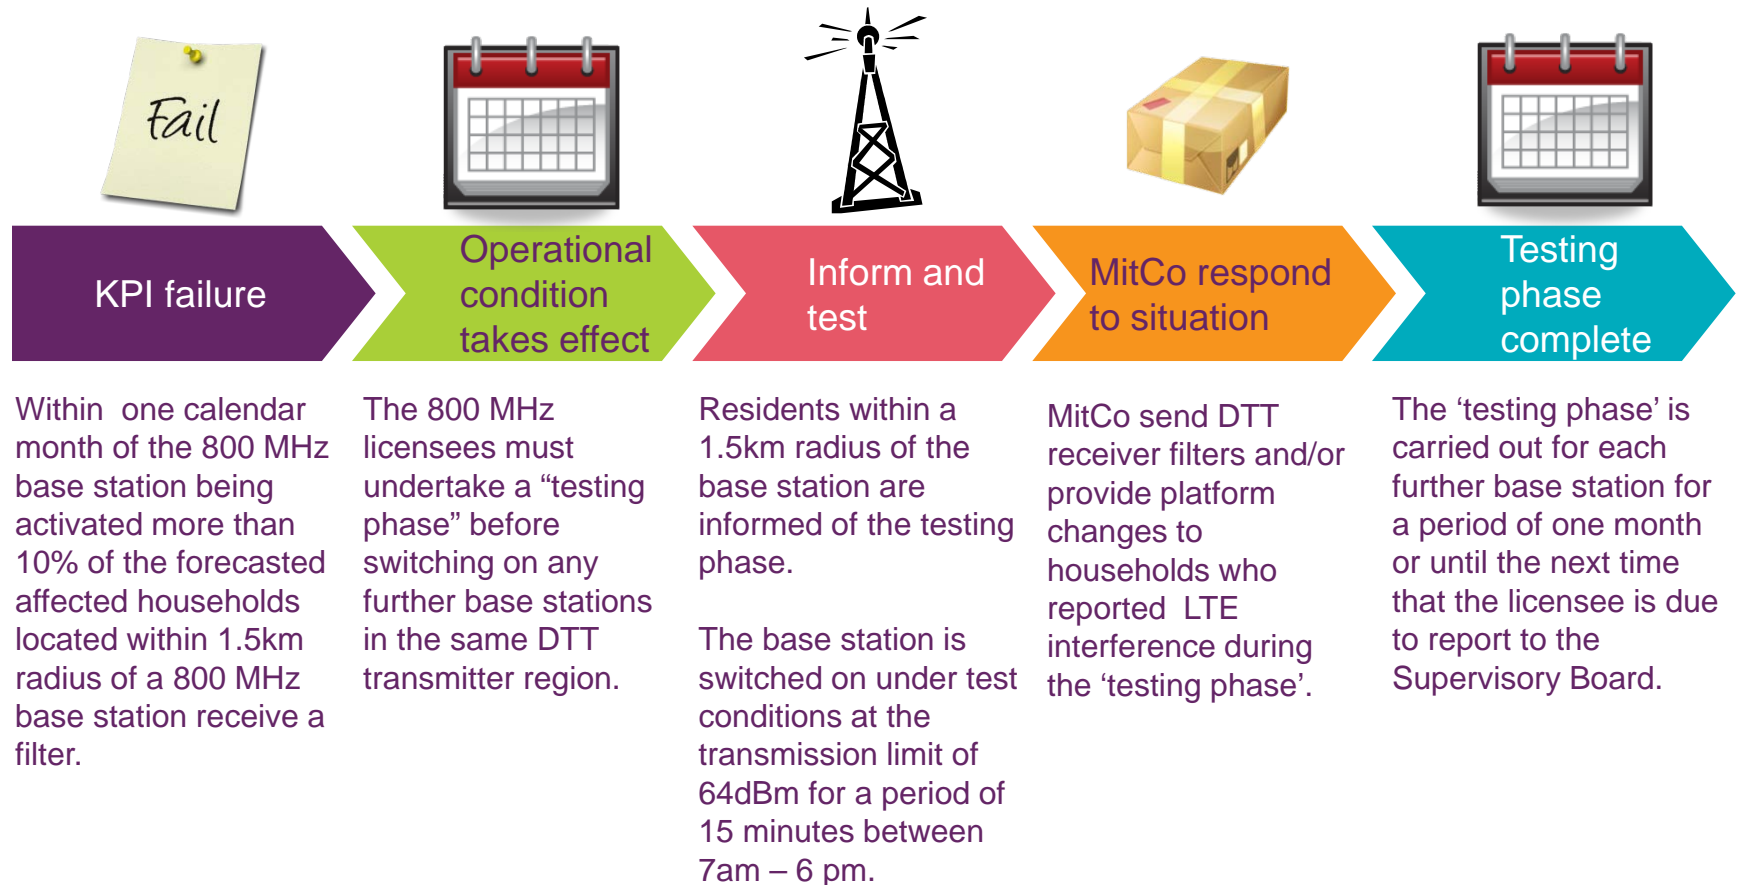 Fail
KPI failure
Operational
condition
takes effect
Inform and
test
MitCo respond
to situation
Testing
phase
complete
Within  one calendar
month of the 800 MHz
base station being
activated more than
10% of the forecasted
affected households
located within 1.5km
radius of a 800 MHz
base station receive a
filter.
The 800 MHz
licensees must
undertake a “testing
phase” before
switching on any
further base stations
in the same DTT
transmitter region.
Residents within a
1.5km radius of the
base station are
informed of the testing
phase.
The base station is
switched on under test
conditions at the
transmission limit of
64dBm for a period of
15 minutes between
7am – 6 pm.
MitCo send DTT
receiver filters and/or
provide platform
changes to
households who
reported  LTE
interference during
the ‘testing phase’.
The ‘testing phase’ is
carried out for each
further base station for
a period of one month
or until the next time
that the licensee is due
to report to the
Supervisory Board.